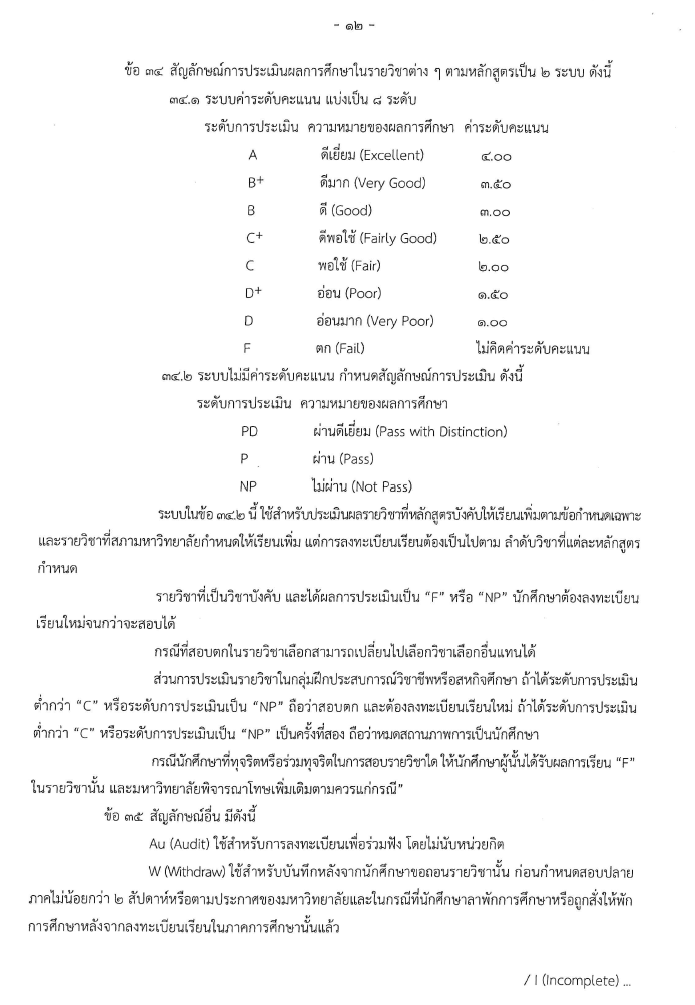 - ๑๒ -
ข้อ ๓๔ สัญลักษณ์การประเมินผลการศึกษาในรายวิชาต่าง ๆ ตามหลักสูตรเป็น ๒ ระบบ ดังนี้
๓๔.๑ ระบบค่าระดับคะแนน แบ่งเป็น ๘ ระดับ
ระดับการประเมิน ความหมายของผลการศึกษา ค่าระดับคะแนน
A ดีเยี่ยม (Excellent) ๔.๐๐
B+ ดีมาก (Very Good) ๓.๕๐
B ดี (Good) ๓.๐๐
C+ ดีพอใช้ (Fairly Good) ๒.๕๐
C พอใช้ (Fair) ๒.๐๐
D+ อ่อน (Poor) ๑.๕๐
D อ่อนมาก (Very Poor) ๑.๐๐
F ตก (Fail) ไม่คิดค่าระดับคะแนน
๓๔.๒ ระบบไม่มีค่าระดับคะแนน กำหนดสัญลักษณ์การประเมิน ดังนี้
ระดับการประเมิน ความหมายของผลการศึกษา
PD ผ่านดีเยี่ยม (Pass with Distinction)
P ผ่าน (Pass)
NP ไม่ผ่าน (Not Pass)
ระบบในข้อ ๓๔.๒ นี้ ใช้สำหรับประเมินผลรายวิชาที่หลักสูตรบังคับให้เรียนเพิ่มตามข้อกำหนดเฉพาะ
และรายวิชาที่สภามหาวิทยาลัยกำหนดให้เรียนเพิ่ม แต่การลงทะเบียนเรียนต้องเป็นไปตาม ลำดับวิชาที่แต่ละหลักสูตร
กำหนด
รายวิชาที่เป็นวิชาบังคับ และได้ผลการประเมินเป็น “F” หรือ “NP” นักศึกษาต้องลงทะเบียน
เรียนใหม่จนกว่าจะสอบได้
กรณีที่สอบตกในรายวิชาเลือกสามารถเปลี่ยนไปเลือกวิชาเลือกอื่นแทนได้
ส่วนการประเมินรายวิชาในกลุ่มฝึกประสบการณ์วิชาชีพหรือสหกิจศึกษา ถ้าได้ระดับการประเมิน
ต่ำกว่า “C” หรือระดับการประเมินเป็น “NP” ถือว่าสอบตก และต้องลงทะเบียนเรียนใหม่ ถ้าได้ระดับการประเมิน
ต่ำกว่า “C” หรือระดับการประเมินเป็น “NP” เป็นครั้งที่สอง ถือว่าหมดสถานภาพการเป็นนักศึกษา
กรณีนักศึกษาที่ทุจริตหรือร่วมทุจริตในการสอบรายวิชาใด ให้นักศึกษาผู้นั้นได้รับผลการเรียน “F”
ในรายวิชานั้น และมหาวิทยาลัยพิจารณาโทษเพิ่มเติมตามควรแก่กรณี”
ข้อ ๓๕ สัญลักษณ์อื่น มีดังนี้
Au (Audit) ใช้สำหรับการลงทะเบียนเพื่อร่วมฟัง โดยไม่นับหน่วยกิต
W (Withdraw) ใช้สำหรับบันทึกหลังจากนักศึกษาขอถอนรายวิชานั้น ก่อนกำหนดสอบปลาย
ภาคไม่น้อยกว่า ๒ สัปดาห์หรือตามประกาศของมหาวิทยาลัยและในกรณีที่นักศึกษาลาพักการศึกษาหรือถูกสั่งให้พัก
การศึกษาหลังจากลงทะเบียนเรียนในภาคการศึกษานั้นแล้ว
/ I (Incomplete) ...